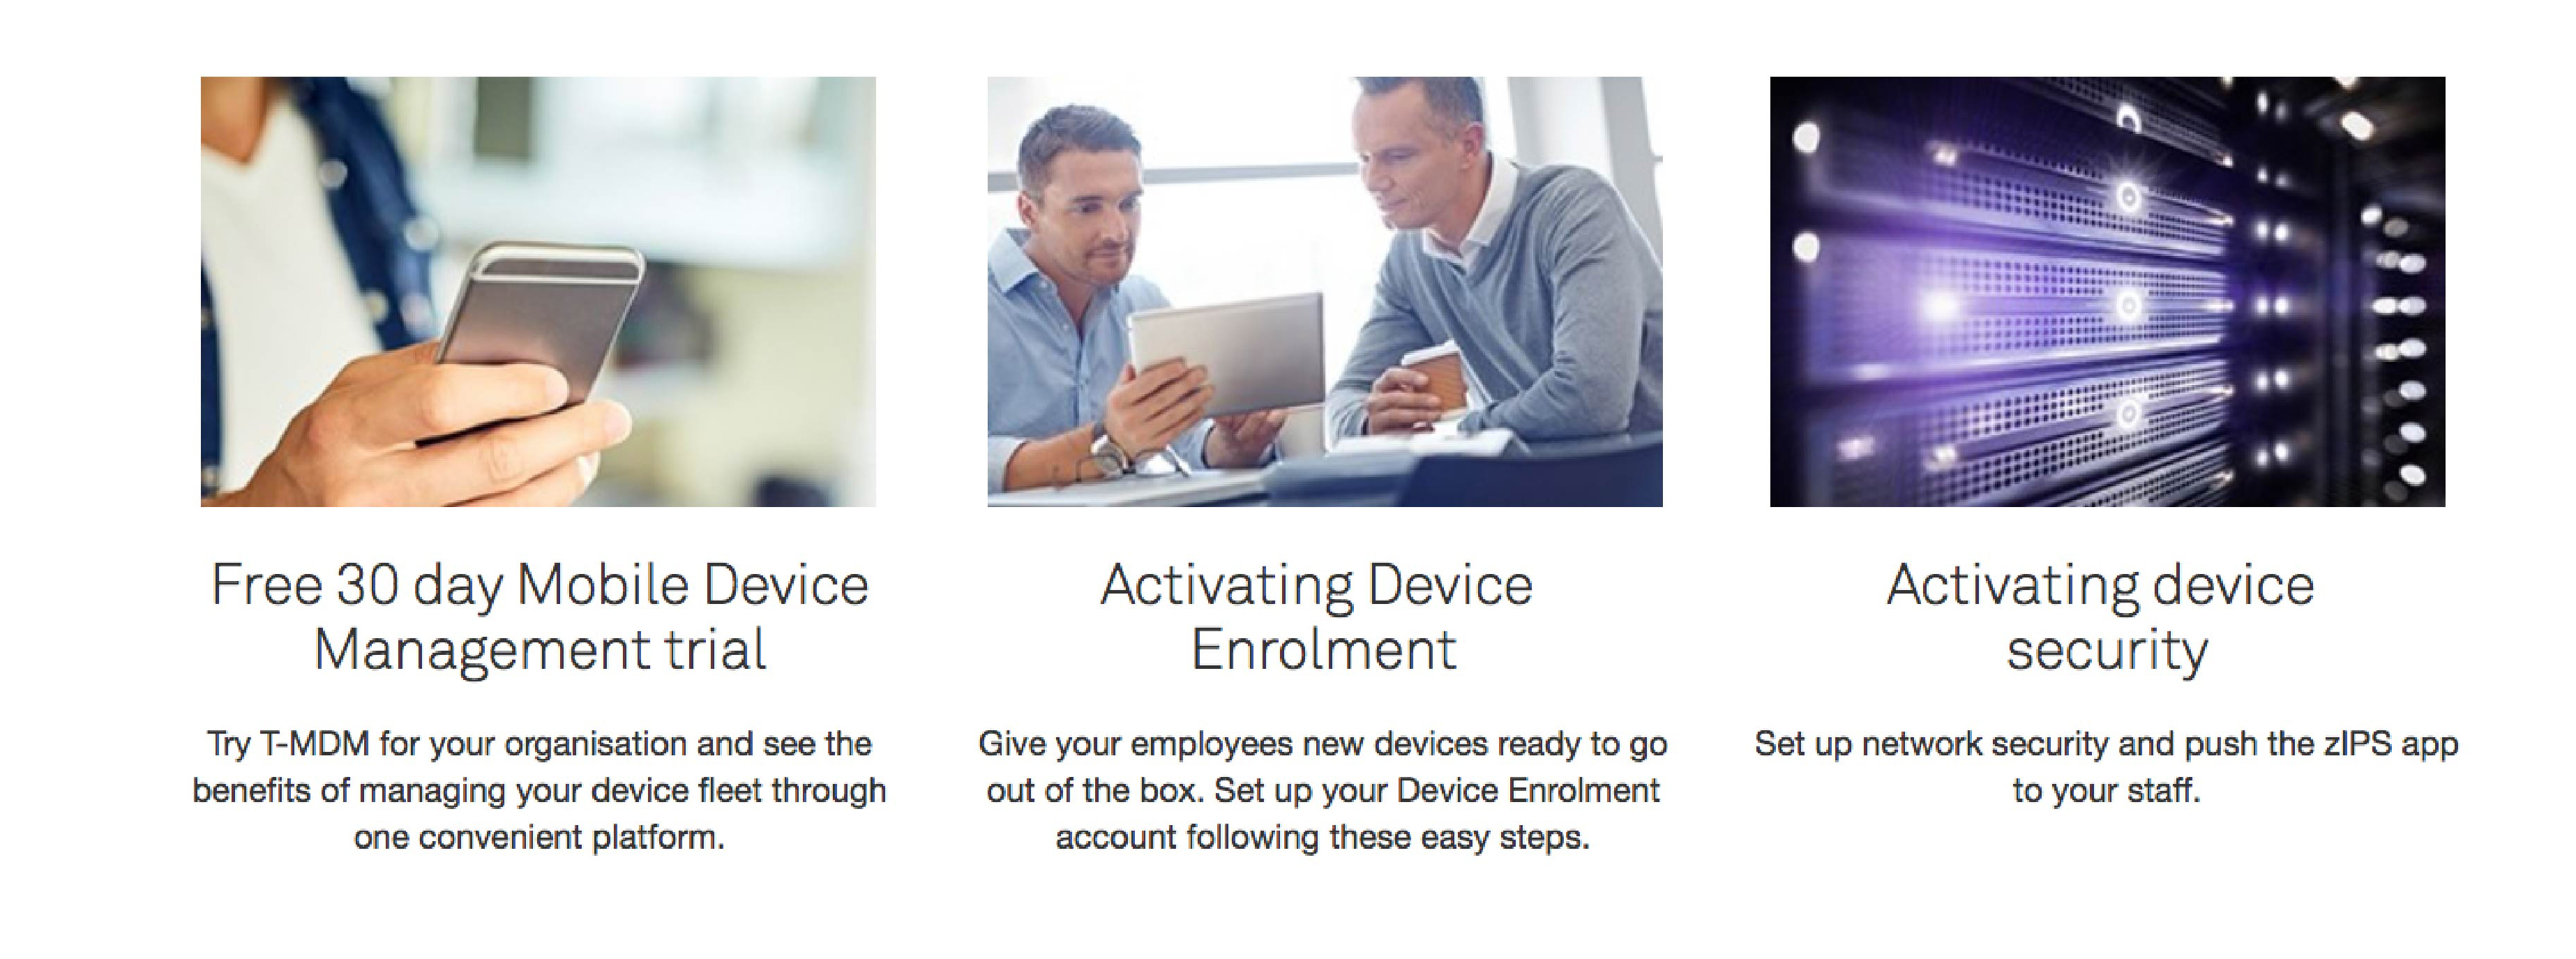 Free 30 day Mobile Device
Management trial
Try T-MDM for your organisation and see the
benefits of managing your device fleet through
one convenient platform.
Activating Device
Enrolment
Give your employees new devices ready to go
out of the box. Set up your Device Enrolment
account following these easy steps.
Activating device
security
Set up network security and push the zIPS app
to your staff.